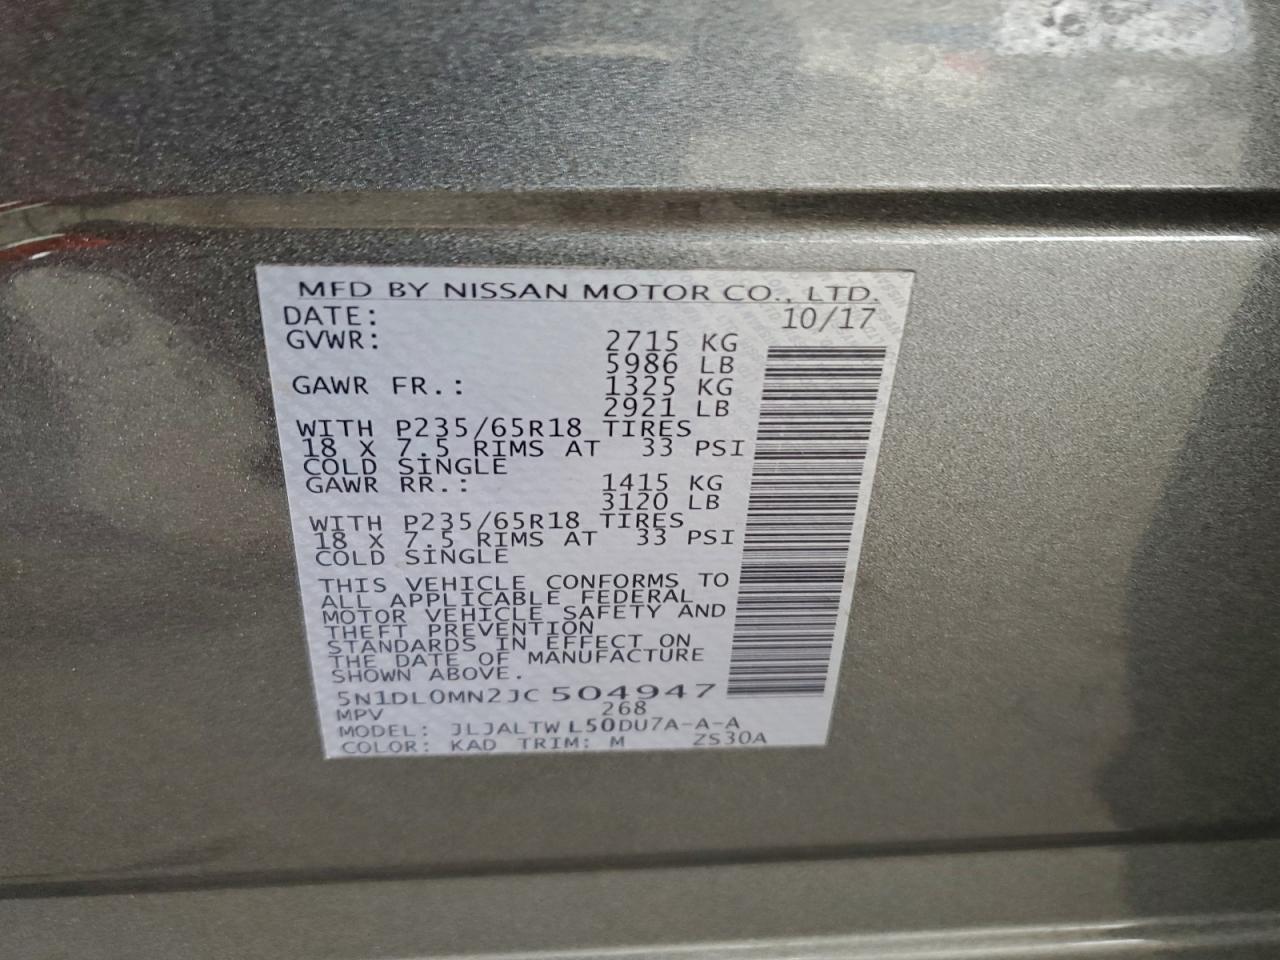 MFD BY NISSAN MOTOR CO., LTD.
DATE: 10/17
GVWR: 2715 KG
5986 LB
GAWR FR.: 1325 KG
2921 LB
WITH P235/65R18 TIRES
18 X 7.5 RIMS AT 33 PSI
COLD SINGLE
GAWR RR.: 1415 KG
3120 LB
WITH P235/65R18 TIRES
18 X 7.5 RIMS AT 33 PSI
COLD SINGLE
THIS VEHICLE CONFORMS TO
ALL APPLICABLE FEDERAL
MOTOR VEHICLE SAFETY AND
THEFT PREVENTION
STANDARDS IN EFFECT ON
THE DATE OF MANUFACTURE
SHOWN ABOVE.
5N1DL0MN2JC504947
MPV 268
MODEL: JLJALTWL50DU7A-A-A
COLOR: KAD TRIM: M ZS30A